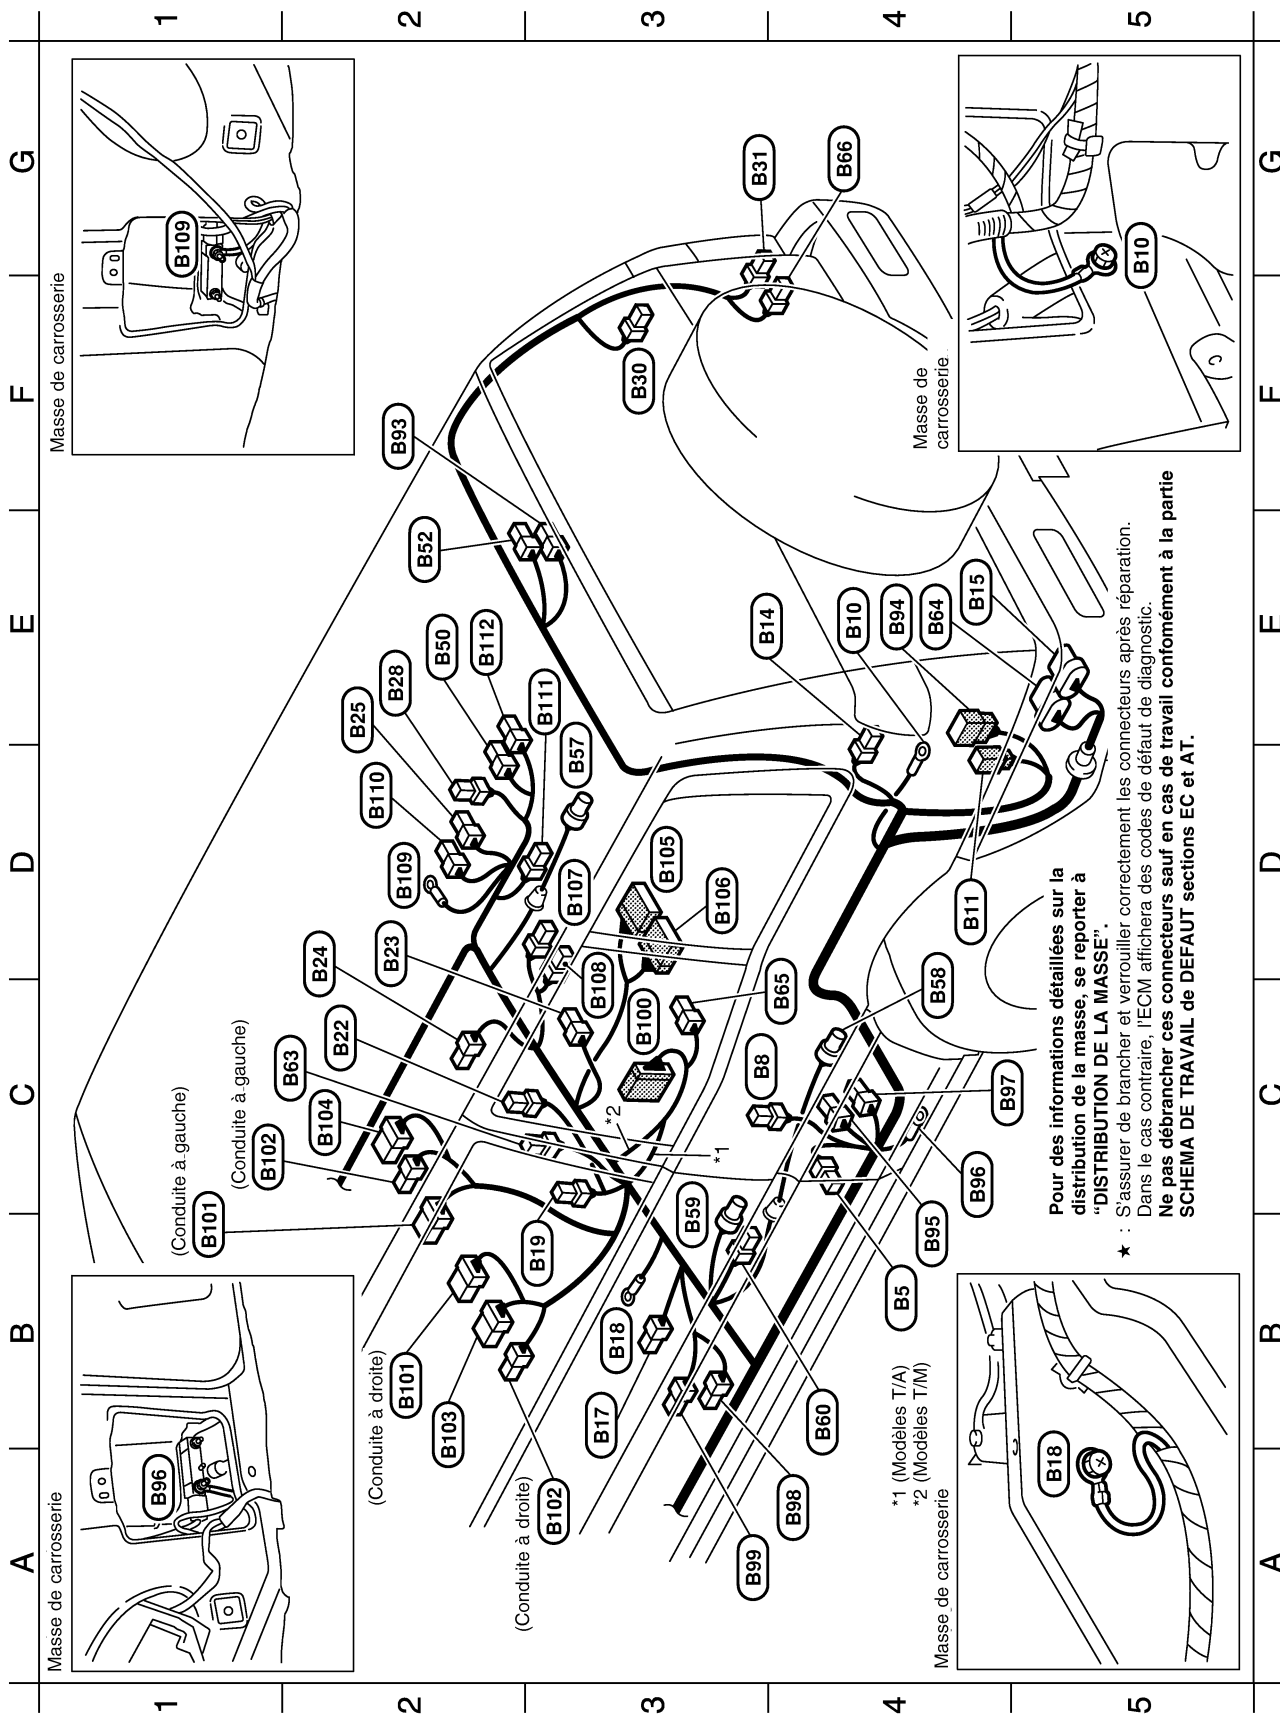 A
B
C
D
E
F
G
1
2
3
4
5
Masse de carrosserie
B96
Masse de carrosserie
B109
(Conduite à gauche)
B101
(Conduite à gauche)
B102
B104
B63
B22
B24
B23
B109
B110
B25
B28
B50
B112
B111
B57
B52
B93
B30
B31
B66
(Conduite à droite)
B101
B103
(Conduite à droite)
B102
B19
B18
B17
B59
*1
*2
B100
B108
B107
B105
B106
B65
B8
B58
B14
B10
B94
B64
B15
B11
B97
B96
B95
B5
B60
B98
B99
*1 (Modèles T/A)
*2 (Modèles T/M)
Masse de carrosserie
B18
Masse de
carrosserie
B10
Pour des informations détaillées sur la
distribution de la masse, se reporter à
“DISTRIBUTION DE LA MASSE”.
★ : S'assurer de brancher et verrouiller correctement les connecteurs après réparation.
Dans le cas contraire, l'ECM affichera des codes de défaut de diagnostic.
Ne pas débrancher ces connecteurs sauf en cas de travail confomément à la partie
SCHEMA DE TRAVAIL de DEFAUT sections EC et AT.
A
B
C
D
E
F
G
1
2
3
4
5